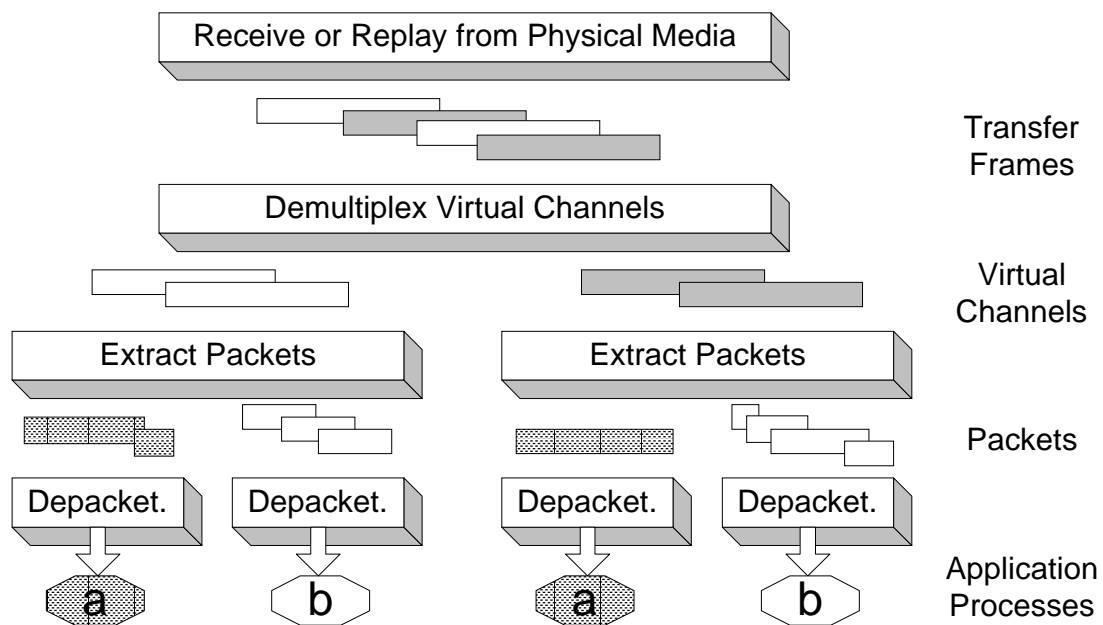 Receive or Replay from Physical Media
Transfer
Frames
Demultiplex Virtual Channels
Virtual
Channels
Extract Packets
Extract Packets
Packets
Depacket.
Depacket.
Depacket.
Depacket.
a
b
a
b
Application
Processes